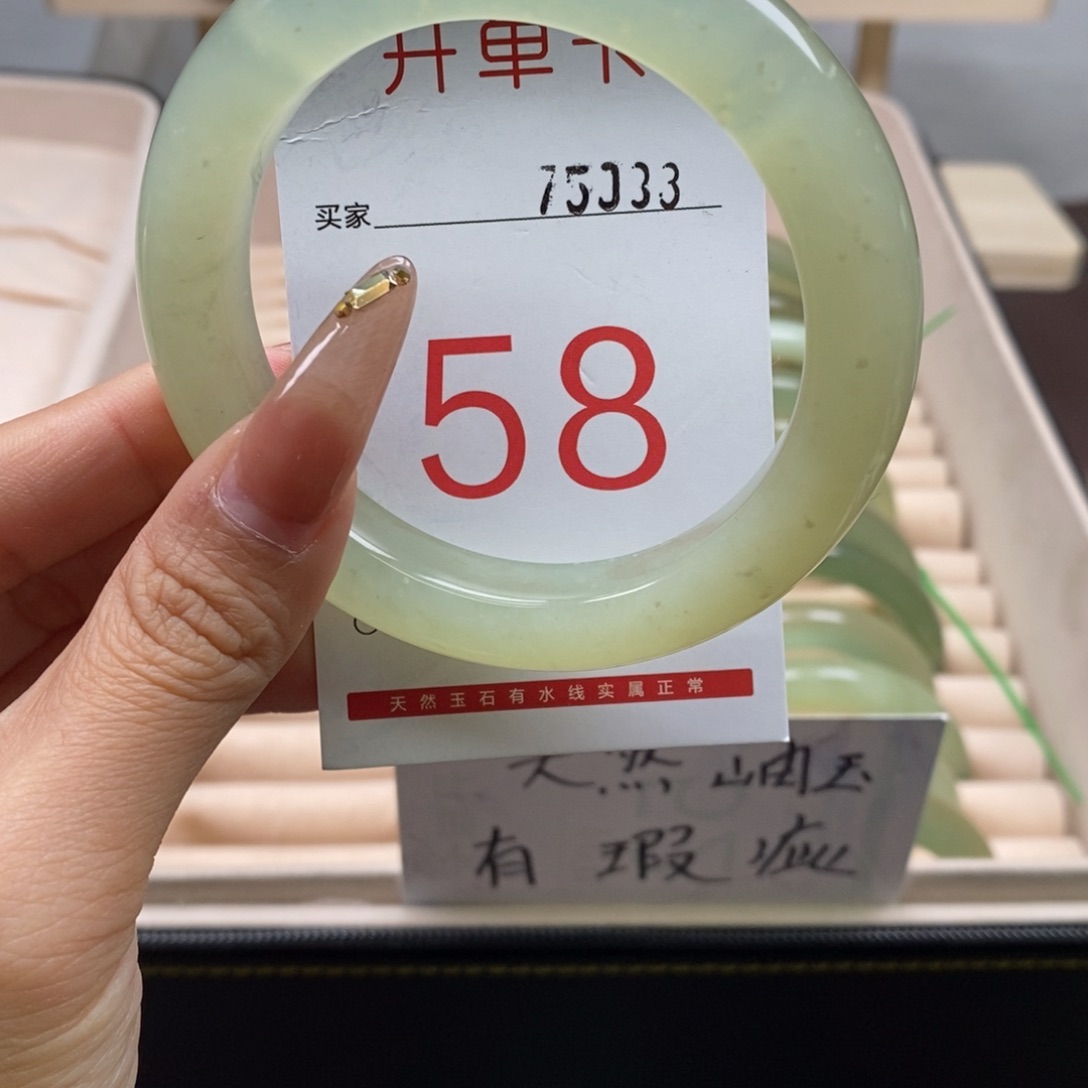 开单卡
75033
买家
58
天然玉石有水线实属正常
天然 岫玉
有 瑕疵